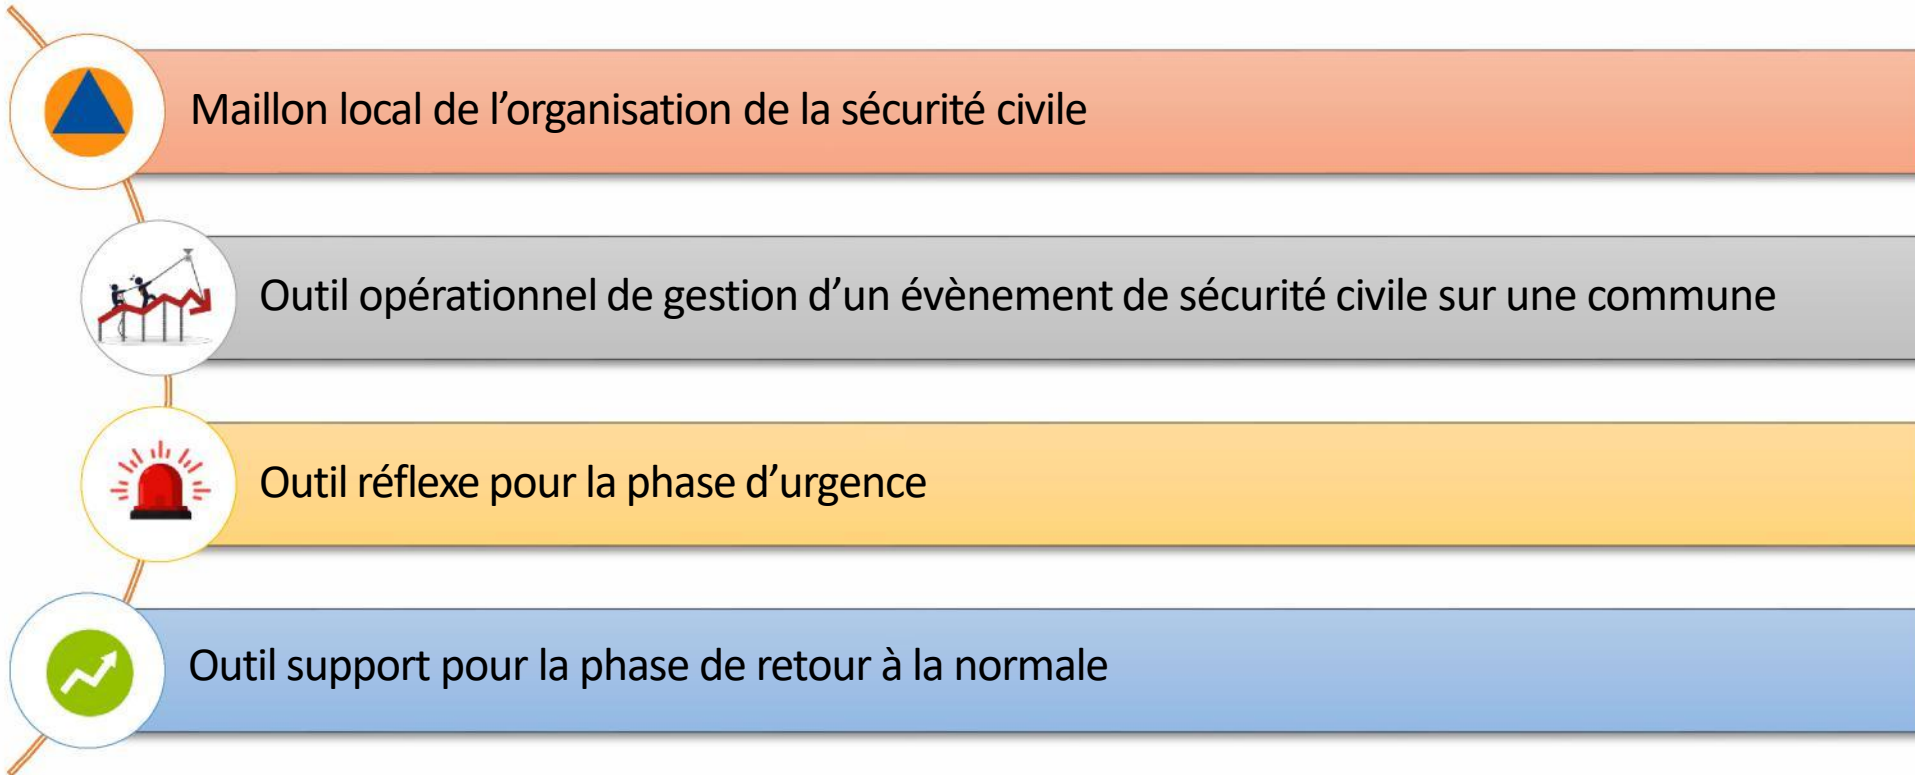 Maillon local de l’organisation de la sécurité civile
Outil opérationnel de gestion d’un évènement de sécurité civile sur une commune
Outil réflexe pour la phase d’urgence
Outil support pour la phase de retour à la normale